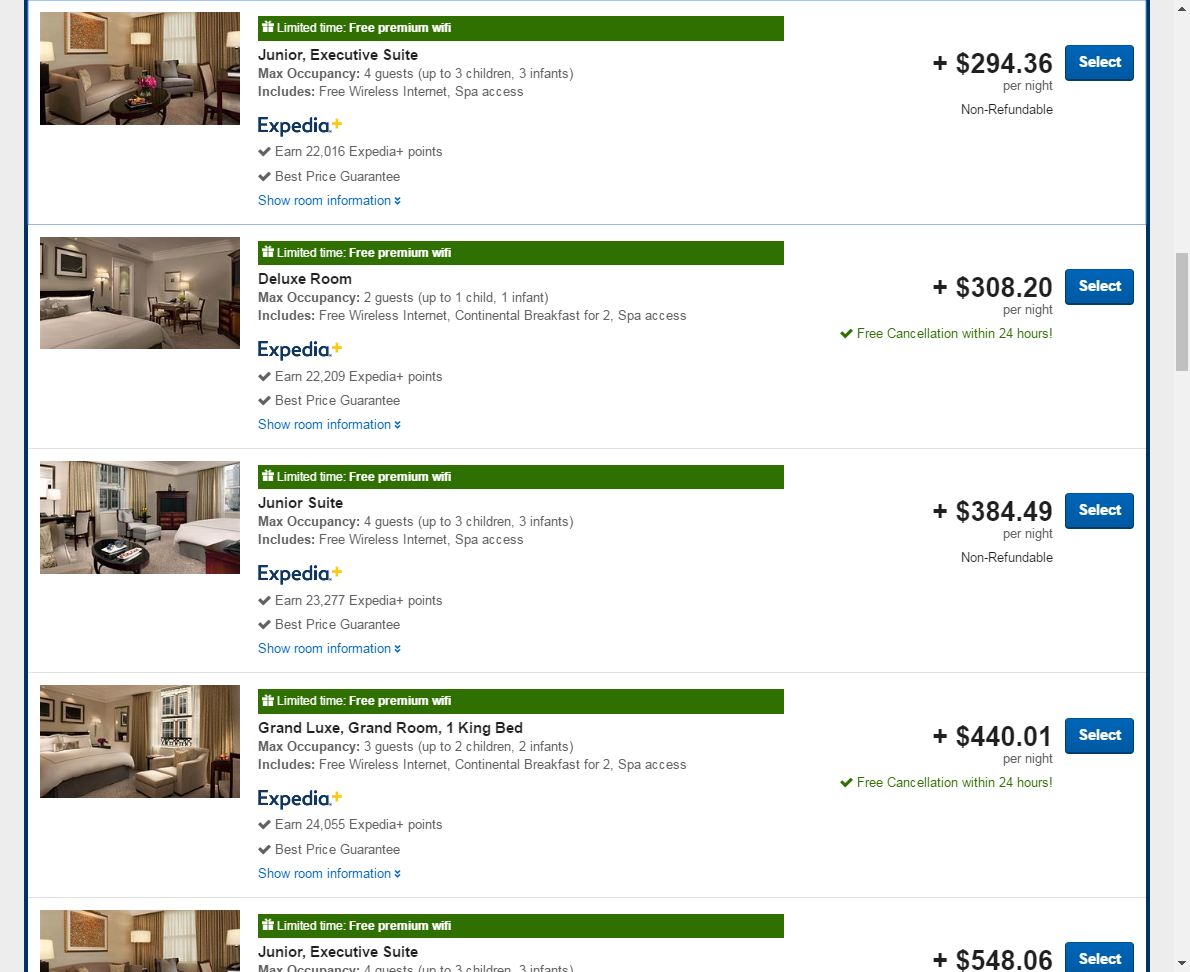 Limited time: Free premium wifi
Junior, Executive Suite
Max Occupancy: 4 guests (up to 3 children, 3 infants)
Includes: Free Wireless Internet, Spa access
+ $294.36
per night
Non-Refundable
Select
Expedia+
Earn 22,016 Expedia+ points
Best Price Guarantee
Show room information
Limited time: Free premium wifi
Deluxe Room
Max Occupancy: 2 guests (up to 1 child, 1 infant)
Includes: Free Wireless Internet, Continental Breakfast for 2, Spa access
+ $308.20
per night
Free Cancellation within 24 hours!
Select
Expedia+
Earn 22,209 Expedia+ points
Best Price Guarantee
Show room information
Limited time: Free premium wifi
Junior Suite
Max Occupancy: 4 guests (up to 3 children, 3 infants)
Includes: Free Wireless Internet, Spa access
+ $384.49
per night
Non-Refundable
Select
Expedia+
Earn 23,277 Expedia+ points
Best Price Guarantee
Show room information
Limited time: Free premium wifi
Grand Luxe, Grand Room, 1 King Bed
Max Occupancy: 3 guests (up to 2 children, 2 infants)
Includes: Free Wireless Internet, Continental Breakfast for 2, Spa access
+ $440.01
per night
Free Cancellation within 24 hours!
Select
Expedia+
Earn 24,055 Expedia+ points
Best Price Guarantee
Show room information
Limited time: Free premium wifi
Junior, Executive Suite
Max Occupancy: 4 guests (up to 3 children, 3 infants)
+ $548.06
Select